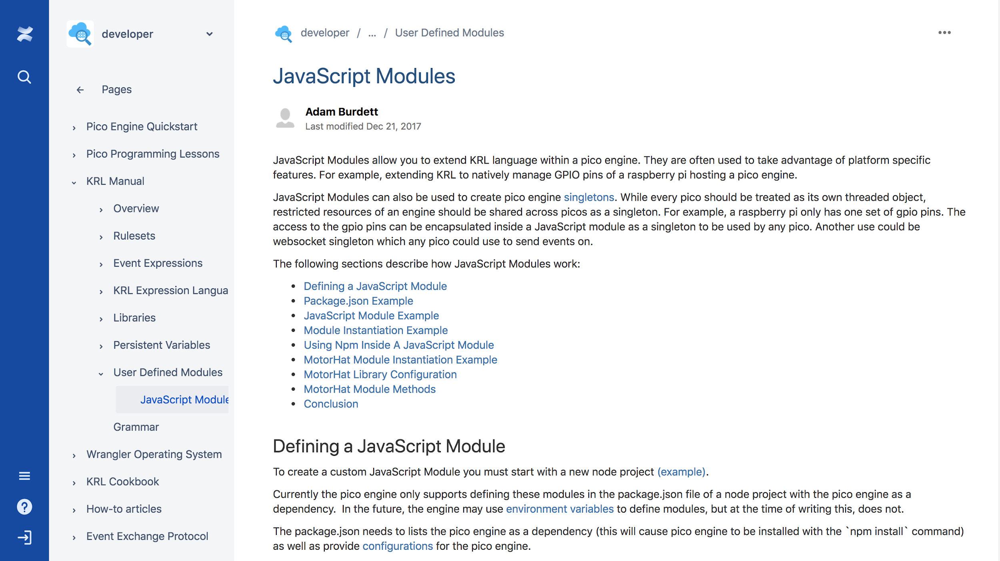 developer
Pages
Pico Engine Quickstart
Pico Programming Lessons
KRL Manual
Overview
Rulesets
Event Expressions
KRL Expression Langua
Libraries
Persistent Variables
User Defined Modules
JavaScript Module
Grammar
Wrangler Operating System
KRL Cookbook
How-to articles
Event Exchange Protocol
developer / ... / User Defined Modules
JavaScript Modules
Adam Burdett
Last modified Dec 21, 2017
JavaScript Modules allow you to extend KRL language within a pico engine. They are often used to take advantage of platform specific
features. For example, extending KRL to natively manage GPIO pins of a raspberry pi hosting a pico engine.
JavaScript Modules can also be used to create pico engine singletons. While every pico should be treated as its own threaded object,
restricted resources of an engine should be shared across picos as a singleton. For example, a raspberry pi only has one set of gpio pins. The
access to the gpio pins can be encapsulated inside a JavaScript module as a singleton to be used by any pico. Another use could be
websocket singleton which any pico could use to send events on.
The following sections describe how JavaScript Modules work:
• Defining a JavaScript Module
• Package.json Example
• JavaScript Module Example
• Module Instantiation Example
• Using Npm Inside A JavaScript Module
• MotorHat Module Instantiation Example
• MotorHat Library Configuration
• MotorHat Module Methods
• Conclusion
Defining a JavaScript Module
To create a custom JavaScript Module you must start with a new node project (example).
Currently the pico engine only supports defining these modules in the package.json file of a node project with the pico engine as a
dependency.  In the future, the engine may use environment variables to define modules, but at the time of writing this, does not.
The package.json needs to lists the pico engine as a dependency (this will cause pico engine to be installed with the `npm install` command)
as well as provide configurations for the pico engine.